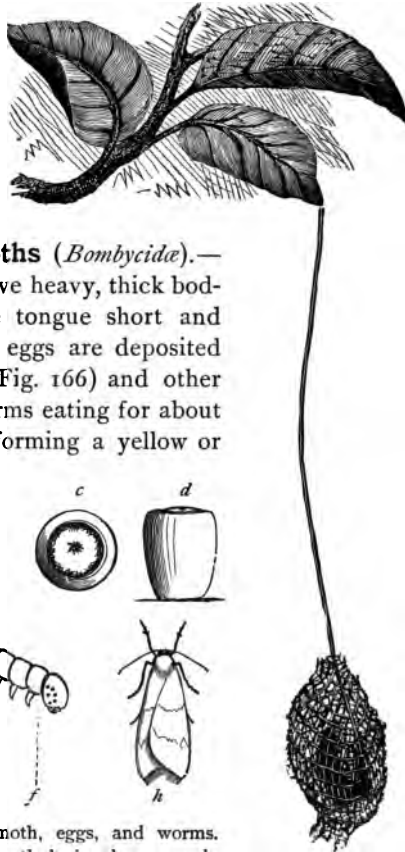 ths (Bombycidæ).—
ve heavy, thick bod-
tongue short and
eggs are deposited
Fig. 166) and other
rms eating for about
forming a yellow or
c d
f h
noth, eggs, and worms.